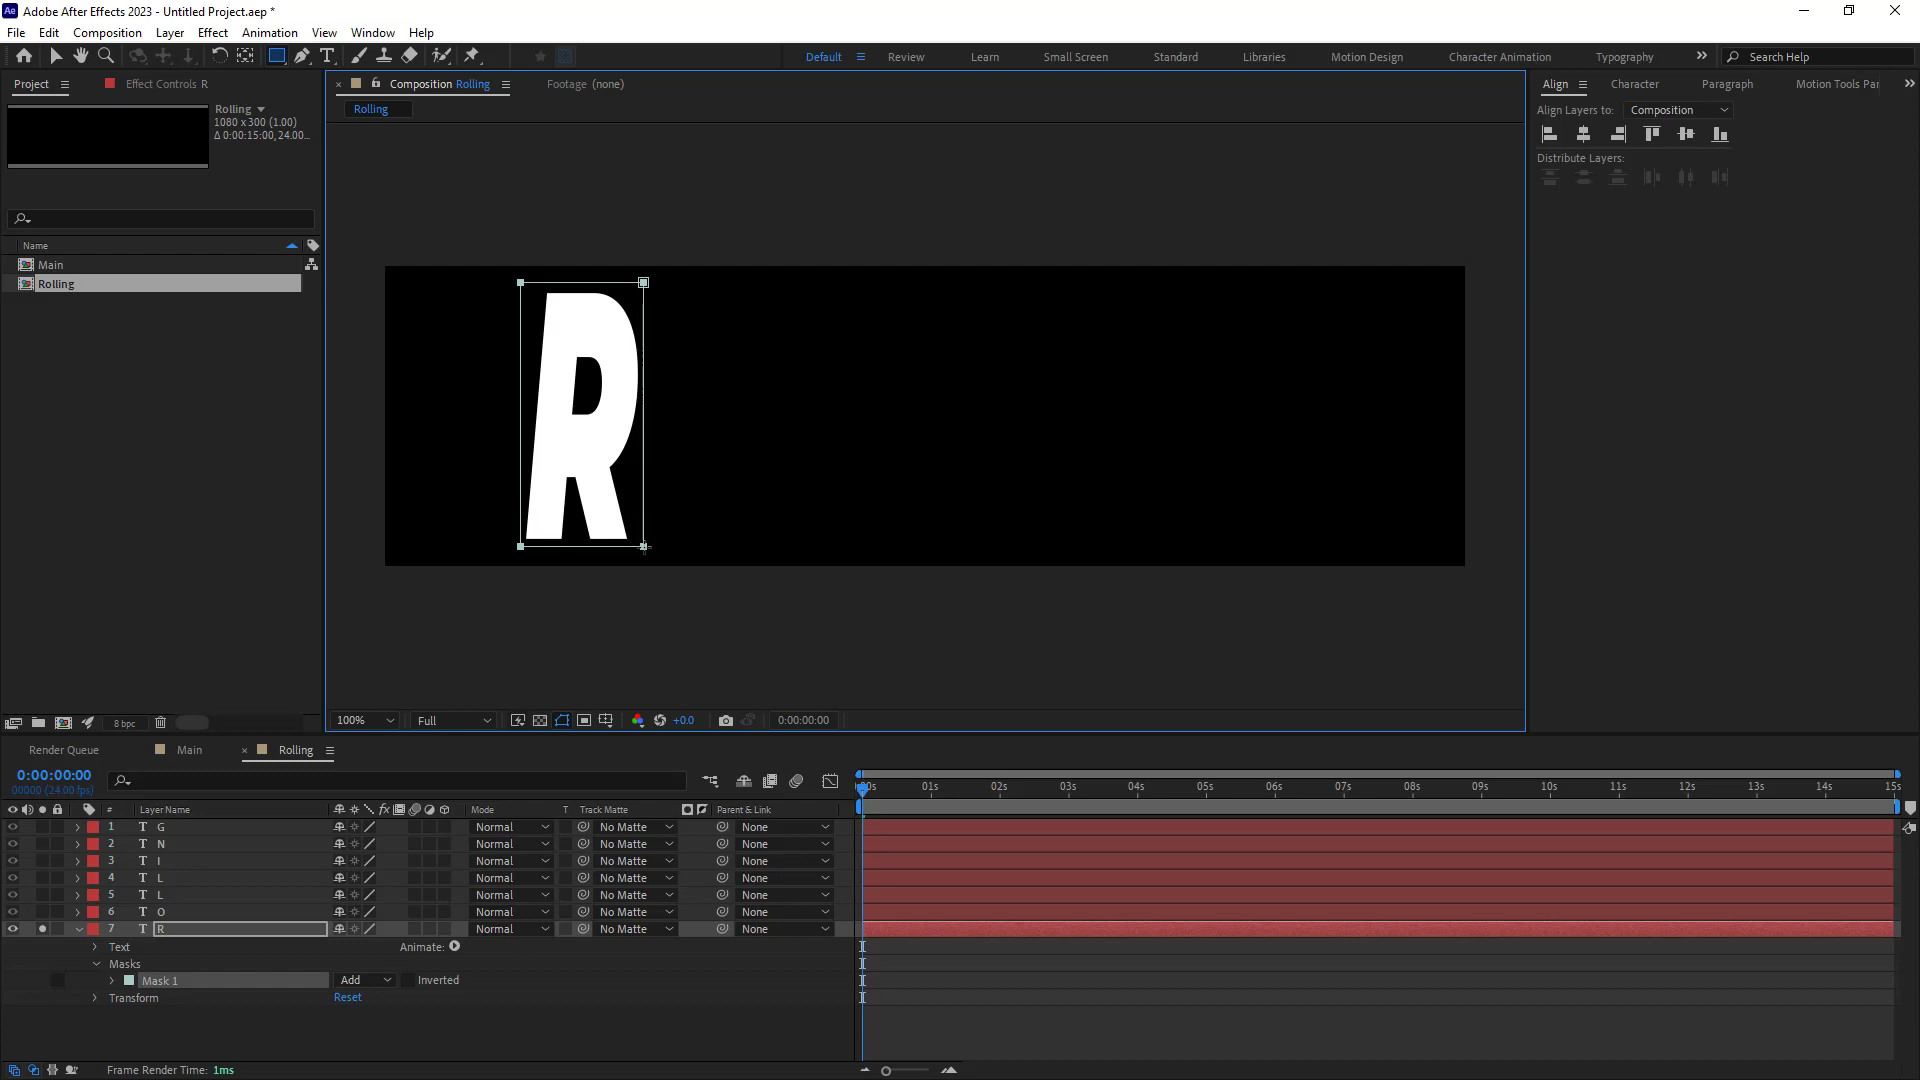 Ae Adobe After Effects 2023 - Untitled Project.aep *
File Edit Composition Layer Effect Animation View Window Help
Default Review Learn Small Screen Standard Libraries Motion Design Character Animation Typography Search Help
Project Effect Controls R
Composition Rolling Footage (none)
Align Character Paragraph Motion Tools Par
Rolling
1080 x 300 (1.00)
Δ 0:00:15:00, 24.00...
Rolling
Align Layers to: Composition
Distribute Layers:
Name
Main
Rolling
R
8 bpc
100% Full +0.0 0:00:00:00
Render Queue Main Rolling
0:00:00:00
00000 (24.00 fps)
0s 01s 02s 03s 04s 05s 06s 07s 08s 09s 10s 11s 12s 13s 14s 15s
# Layer Name fx Mode T Track Matte Parent & Link
1 T G Normal No Matte None
2 T N Normal No Matte None
3 T I Normal No Matte None
4 T L Normal No Matte None
5 T L Normal No Matte None
6 T O Normal No Matte None
7 T R Normal No Matte None
Text Animate:
Masks
Mask 1 Add Inverted
Transform Reset
Frame Render Time: 1ms